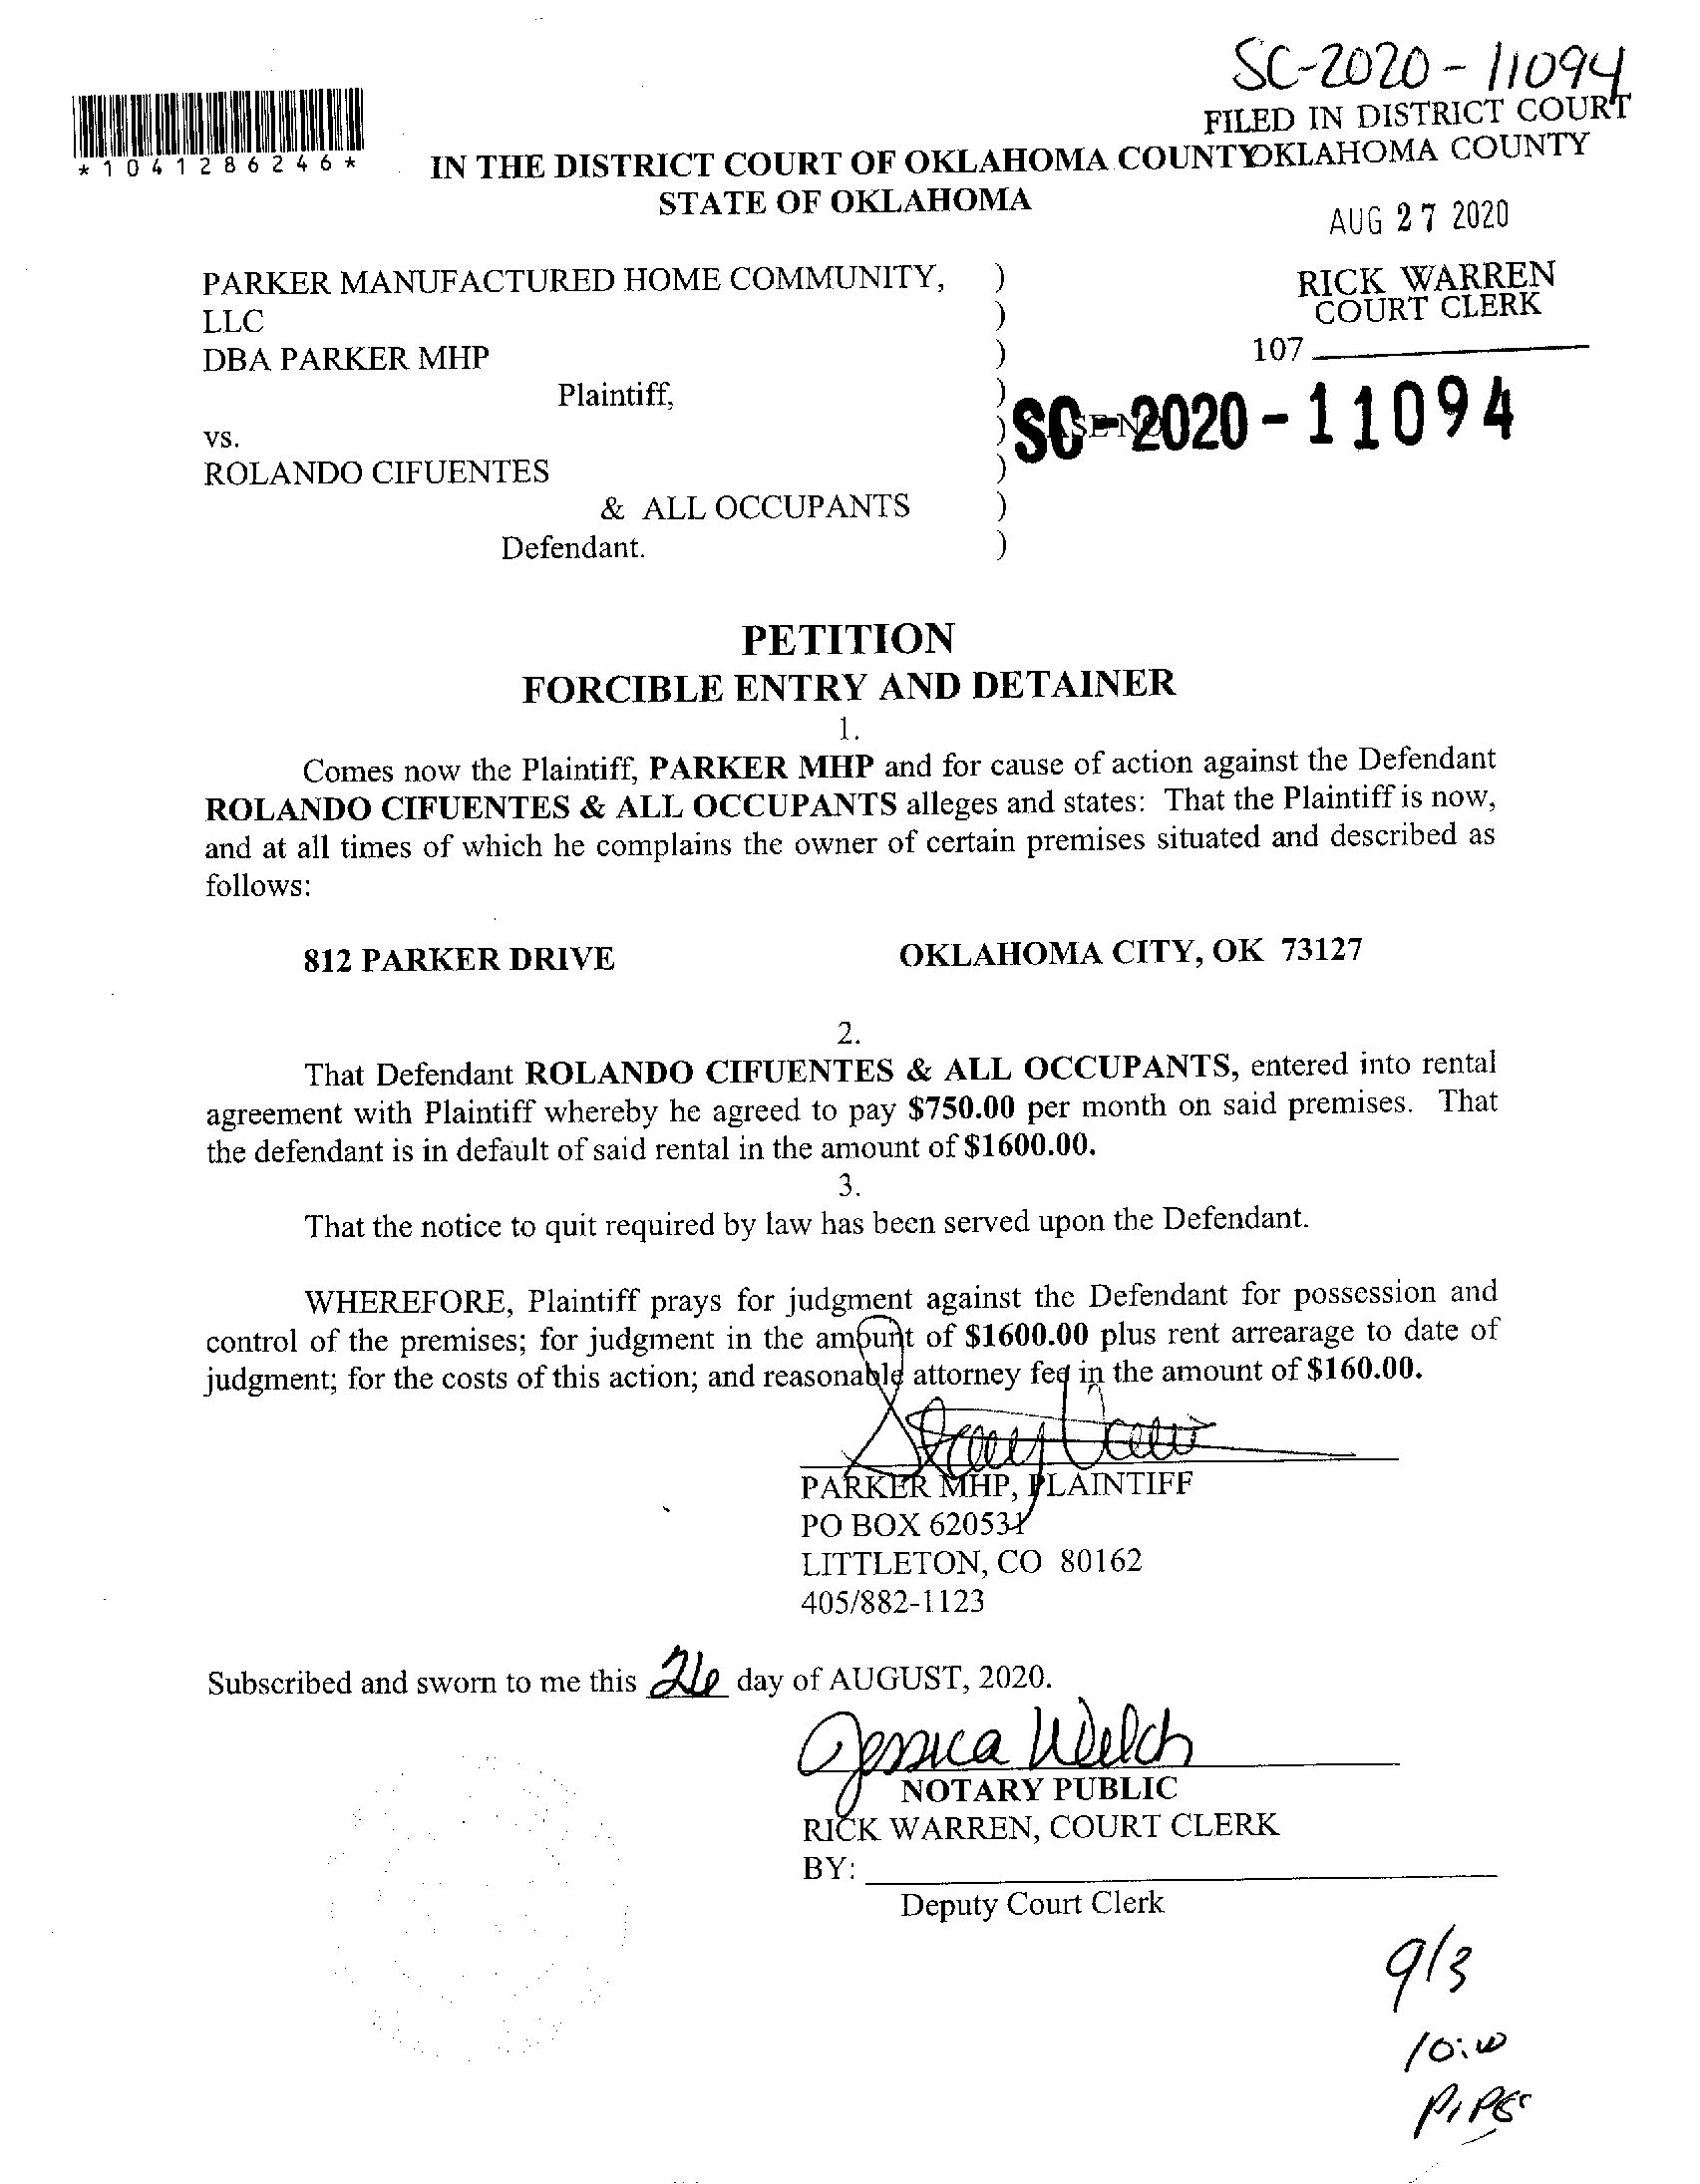 SC-2020-11094
FILED IN DISTRICT COURT
OKLAHOMA COUNTY
*1041286246*
IN THE DISTRICT COURT OF OKLAHOMA COUNTY
STATE OF OKLAHOMA
AUG 27 2020
PARKER MANUFACTURED HOME COMMUNITY, )
LLC )
DBA PARKER MHP )
RICK WARREN
COURT CLERK
107
Plaintiff, )
SC-2020-11094
vs. ) CASE NO
ROLANDO CIFUENTES )
& ALL OCCUPANTS )
Defendant. )
PETITION
FORCIBLE ENTRY AND DETAINER
1.
Comes now the Plaintiff, PARKER MHP and for cause of action against the Defendant
ROLANDO CIFUENTES & ALL OCCUPANTS alleges and states: That the Plaintiff is now,
and at all times of which he complains the owner of certain premises situated and described as
follows:
812 PARKER DRIVE OKLAHOMA CITY, OK 73127
2.
That Defendant ROLANDO CIFUENTES & ALL OCCUPANTS, entered into rental
agreement with Plaintiff whereby he agreed to pay $750.00 per month on said premises. That
the defendant is in default of said rental in the amount of $1600.00.
3.
That the notice to quit required by law has been served upon the Defendant.
WHEREFORE, Plaintiff prays for judgment against the Defendant for possession and
control of the premises; for judgment in the amount of $1600.00 plus rent arrearage to date of
judgment; for the costs of this action; and reasonable attorney fee in the amount of $160.00.
PARKER MHP, PLAINTIFF
PO BOX 620531
LITTLETON, CO 80162
405/882-1123
Subscribed and sworn to me this 26 day of AUGUST, 2020.
Jessica Welch
NOTARY PUBLIC
RICK WARREN, COURT CLERK
BY:
Deputy Court Clerk
9/3
10:00